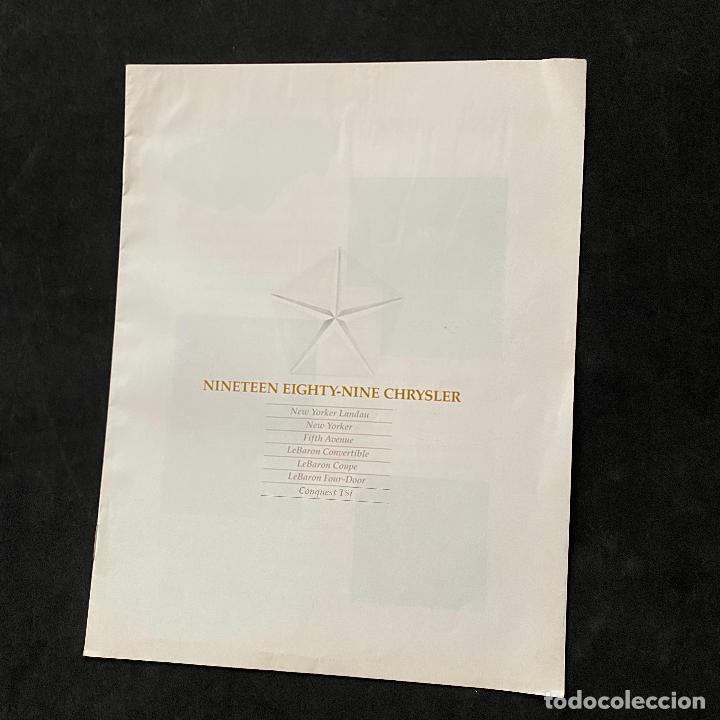 NINETEEN EIGHTY-NINE CHRYSLER
New Yorker Landau
New Yorker
Fifth Avenue
LeBaron Convertible
LeBaron Coupe
LeBaron Four-Door
Conquest TSi
todocoleccion